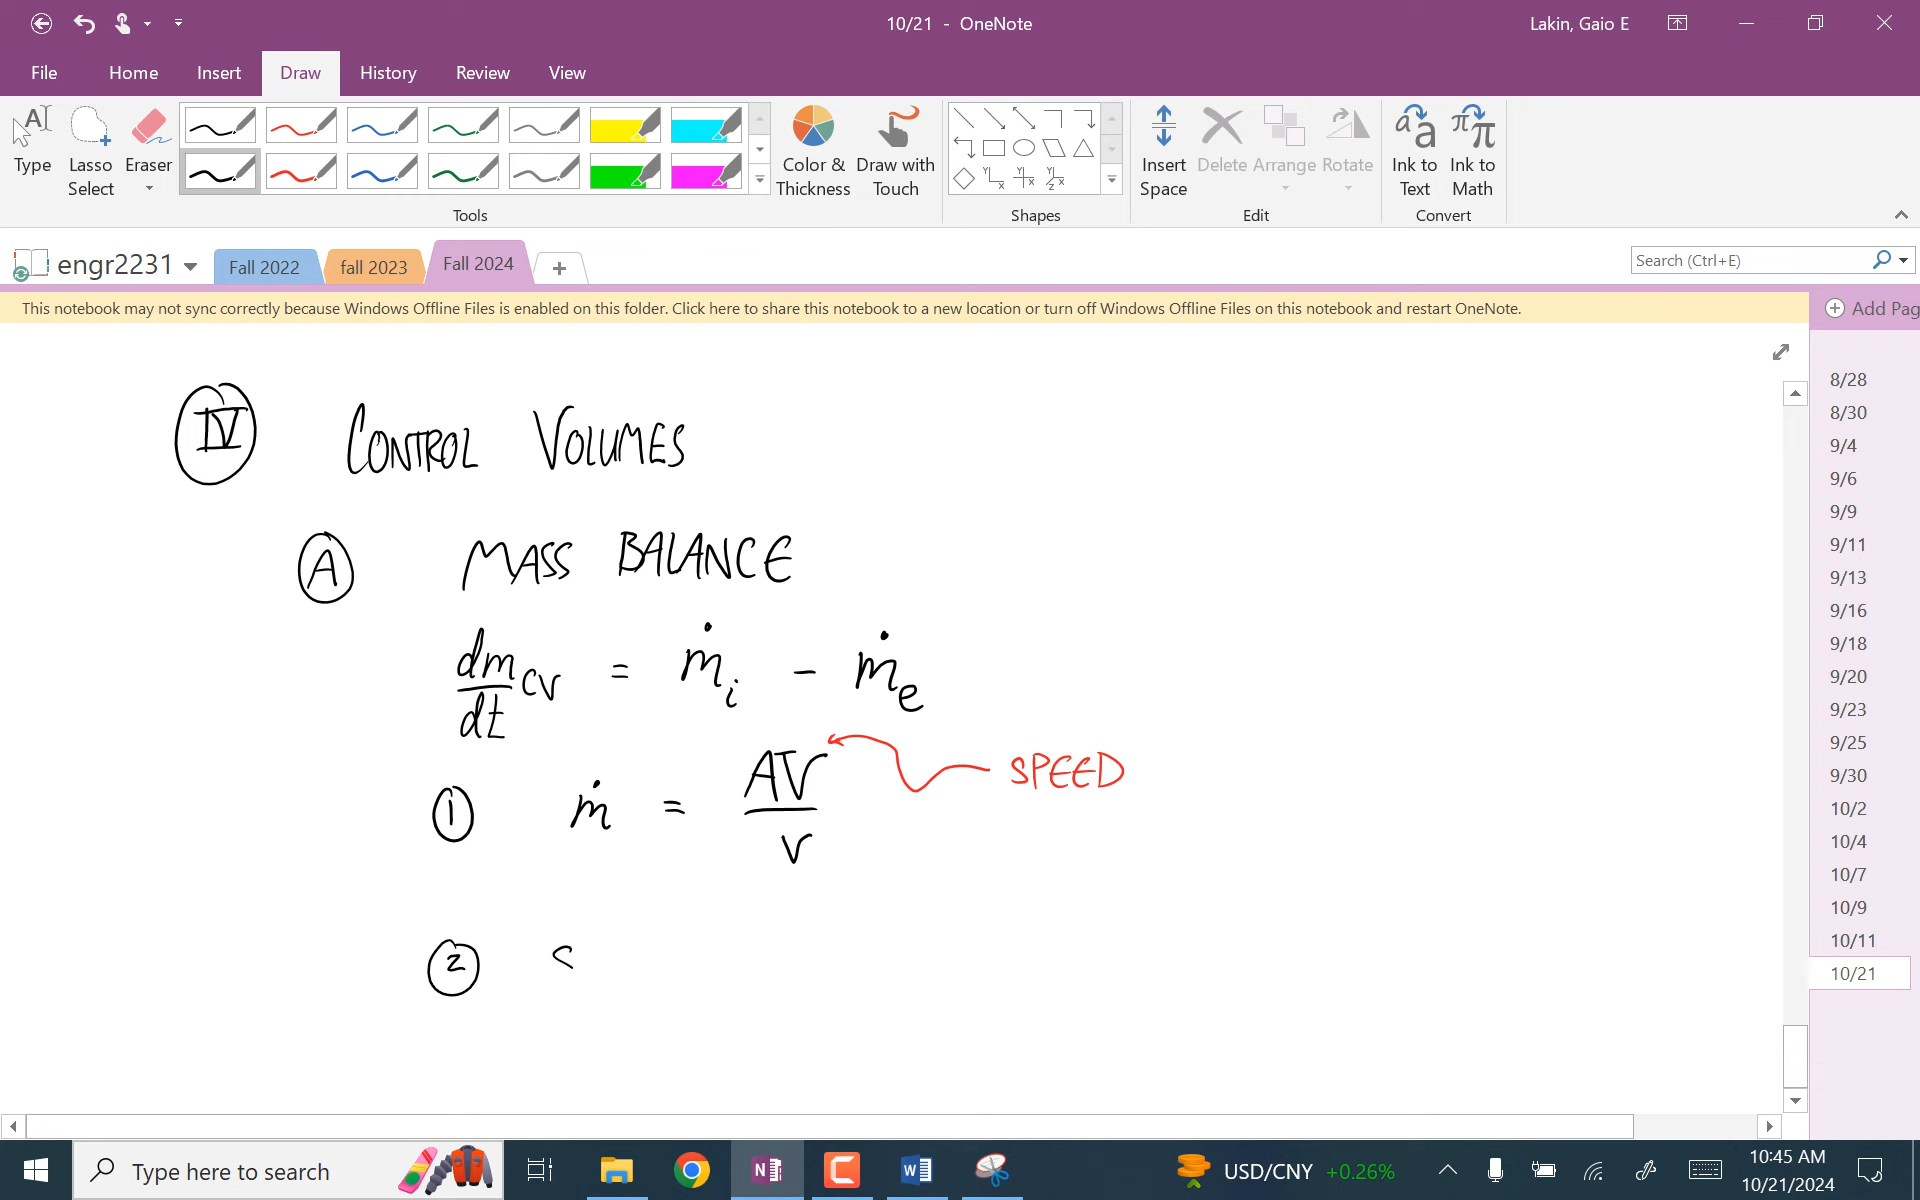 10/21 - OneNote
Lakin, Gaio E
File Home Insert Draw History Review View
Type
Lasso Select
Eraser
Color & Thickness
Draw with Touch
Insert Space
Delete Arrange Rotate
Ink to Text
Ink to Math
Tools Shapes Edit Convert
engr2231 Fall 2022 fall 2023 Fall 2024
Search (Ctrl+E)
This notebook may not sync correctly because Windows Offline Files is enabled on this folder. Click here to share this notebook to a new location or turn off Windows Offline Files on this notebook and restart OneNote.
Add Pag
8/28
8/30
9/4
9/6
9/9
9/11
9/13
9/16
9/18
9/20
9/23
9/25
9/30
10/2
10/4
10/7
10/9
10/11
10/21
IV CONTROL VOLUMES
A MASS BALANCE
dm/dt CV = ṁi - ṁe
1 ṁ = AV/v SPEED
2
Type here to search
USD/CNY +0.26%
10:45 AM
10/21/2024